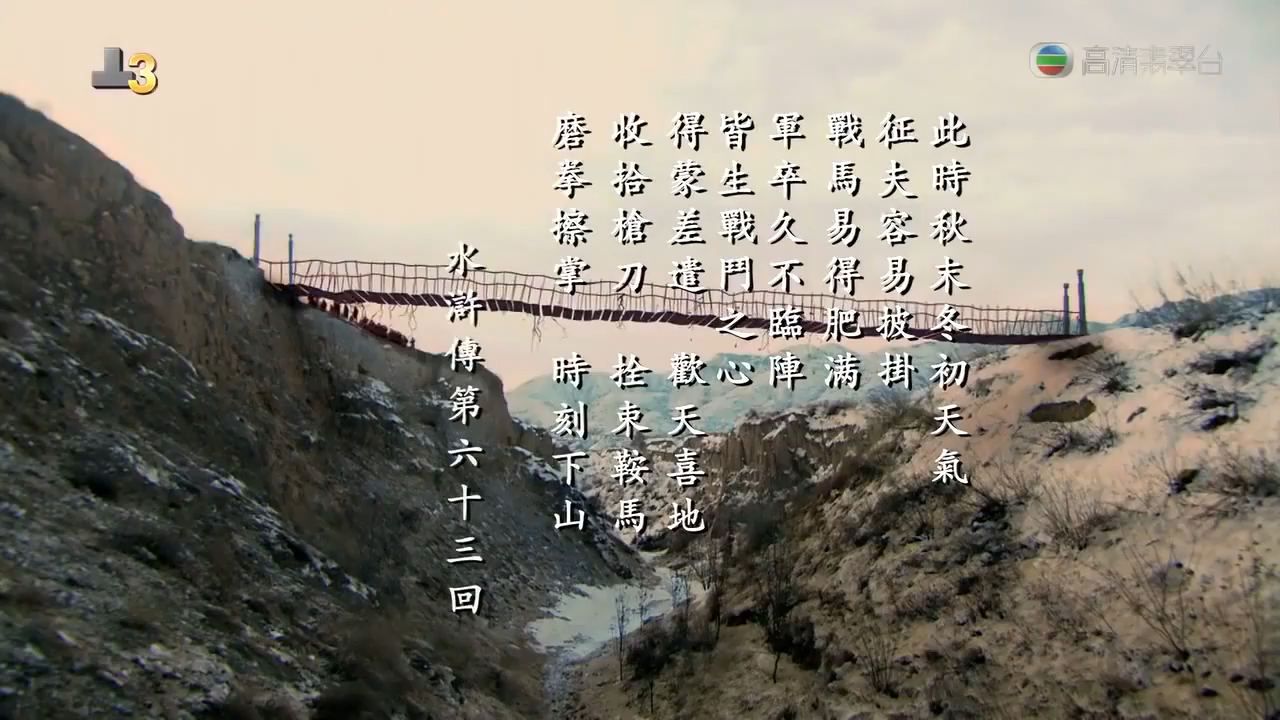 此時秋末冬初 天氣
征夫容易披掛
戰馬易得肥满
軍卒久不臨陣
皆生戰鬥之心
得蒙差遣 歡天喜地
收拾槍刀 拴束鞍馬
磨拳擦掌 時刻下山
水滸傳第六十三回
高清翡翠台
3